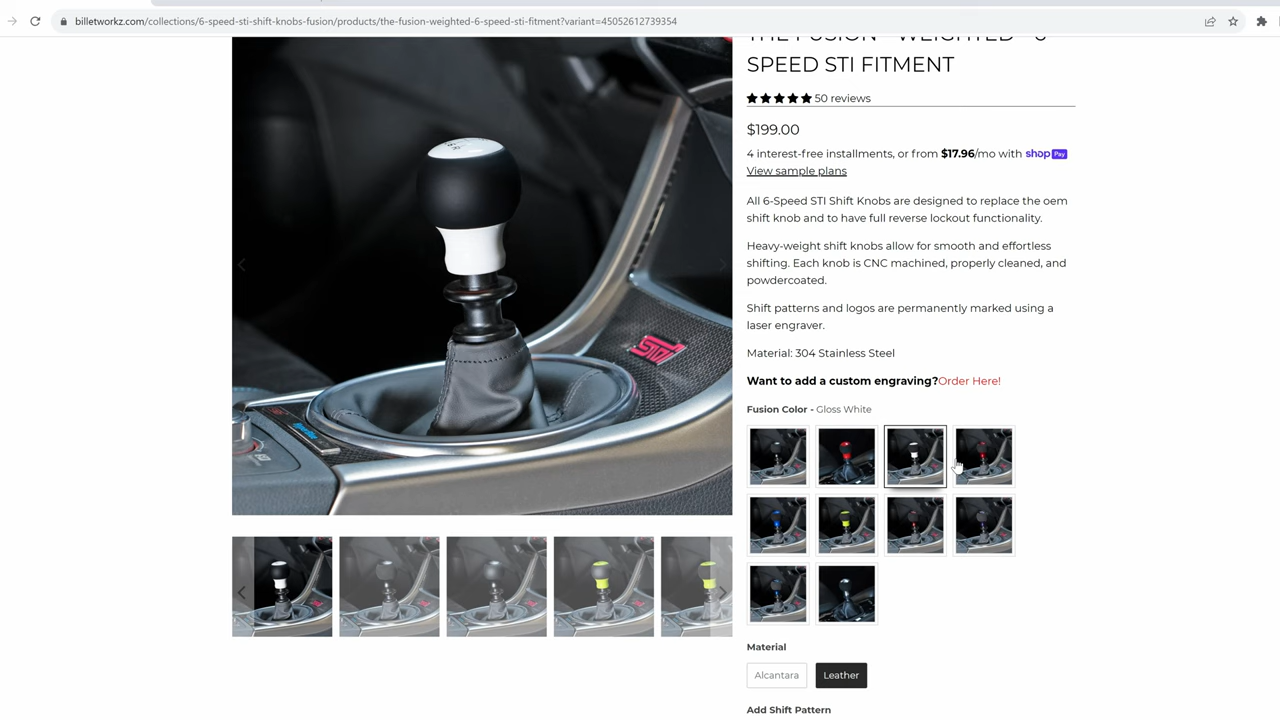 billetworkz.com/collections/6-speed-sti-shift-knobs-fusion/products/the-fusion-weighted-6-speed-sti-fitment?variant=45052612739354
THE FUSION - WEIGHTED - 6
SPEED STI FITMENT
50 reviews
$199.00
4 interest-free installments, or from $17.96/mo with shop Pay
View sample plans
All 6-Speed STI Shift Knobs are designed to replace the oem
shift knob and to have full reverse lockout functionality.
Heavy-weight shift knobs allow for smooth and effortless
shifting. Each knob is CNC machined, properly cleaned, and
powdercoated.
Shift patterns and logos are permanently marked using a
laser engraver.
Material: 304 Stainless Steel
Want to add a custom engraving?Order Here!
Fusion Color - Gloss White
Material
Alcantara
Leather
Add Shift Pattern
STI